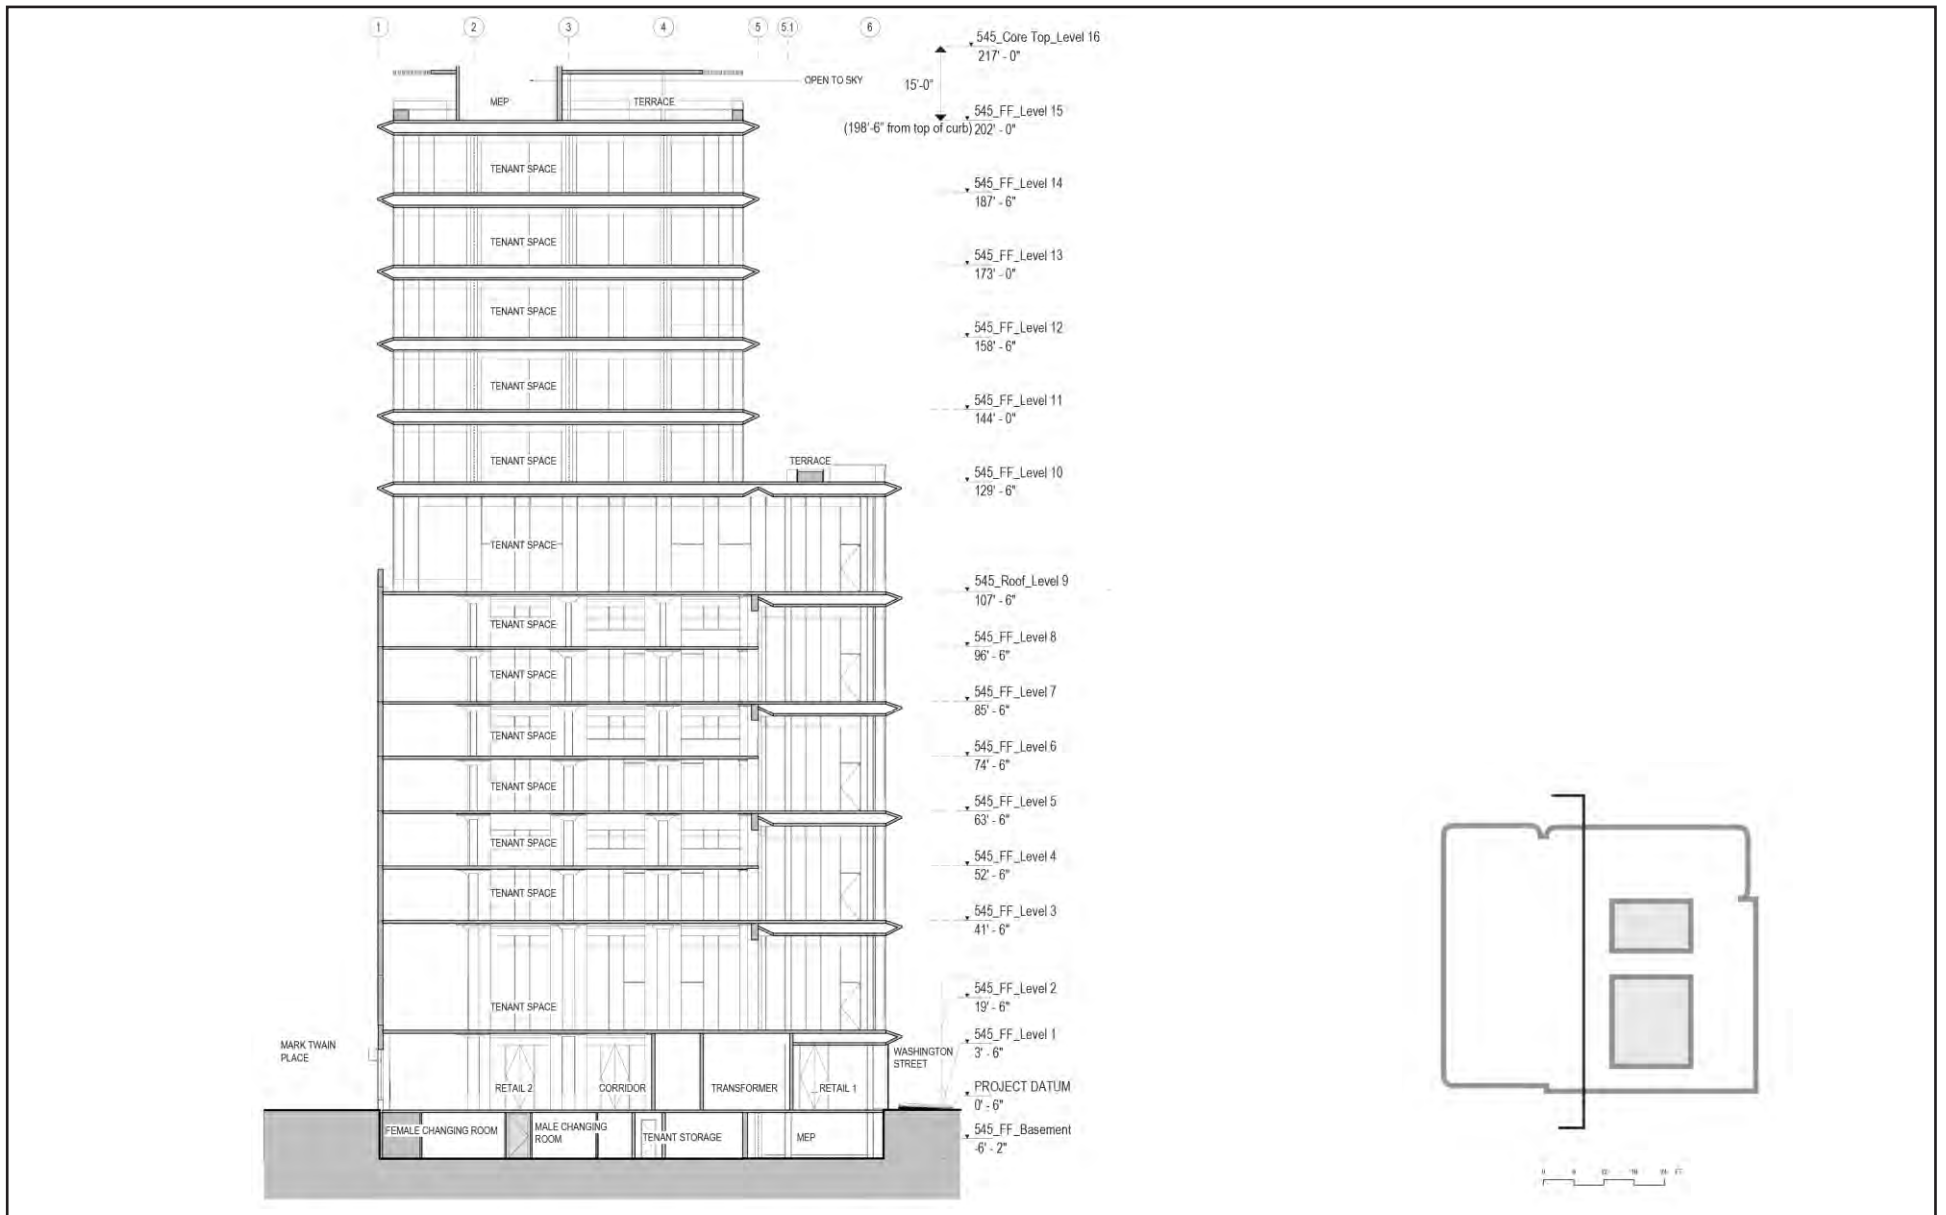 1 2 3 4 5 5.1 6
545_Core Top_Level 16
217' - 0"
15'-0"
OPEN TO SKY
MEP
TERRACE
545_FF_Level 15
(198'-6" from top of curb) 202' - 0"
TENANT SPACE
545_FF_Level 14
187' - 6"
TENANT SPACE
545_FF_Level 13
173' - 0"
TENANT SPACE
545_FF_Level 12
158' - 6"
TENANT SPACE
545_FF_Level 11
144' - 0"
TENANT SPACE
TERRACE
545_FF_Level 10
129' - 6"
TENANT SPACE
545_Roof_Level 9
107' - 6"
TENANT SPACE
545_FF_Level 8
96' - 6"
TENANT SPACE
545_FF_Level 7
85' - 6"
TENANT SPACE
545_FF_Level 6
74' - 6"
TENANT SPACE
545_FF_Level 5
63' - 6"
TENANT SPACE
545_FF_Level 4
52' - 6"
TENANT SPACE
545_FF_Level 3
41' - 6"
TENANT SPACE
545_FF_Level 2
19' - 6"
545_FF_Level 1
3' - 6"
MARK TWAIN
PLACE
WASHINGTON
STREET
RETAIL 2
CORRIDOR
TRANSFORMER
RETAIL 1
PROJECT DATUM
0' - 6"
FEMALE CHANGING ROOM
MALE CHANGING
ROOM
TENANT STORAGE
MEP
545_FF_Basement
-6' - 2"